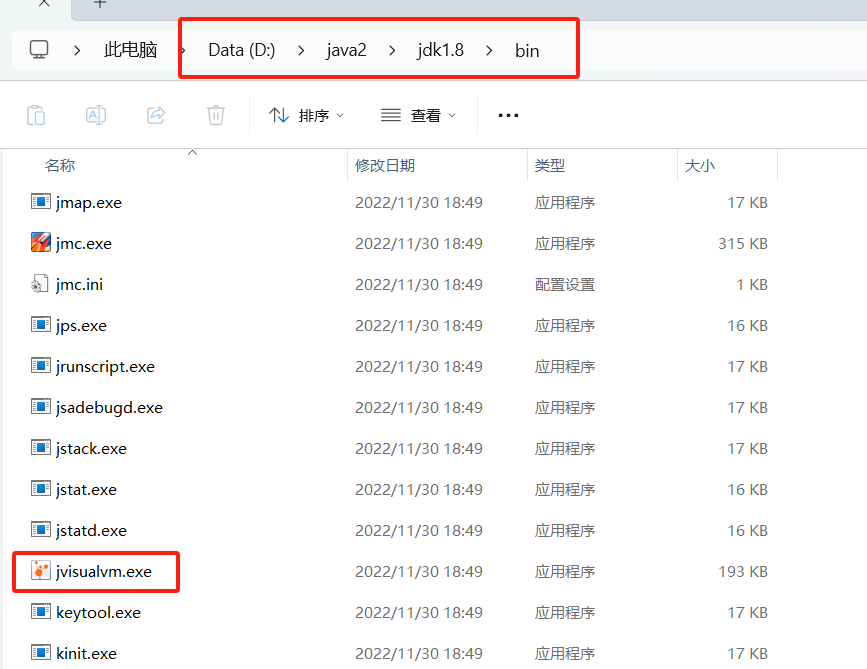 此电脑 Data (D:) java2 jdk1.8 bin
排序 查看
名称 修改日期 类型 大小
jmap.exe 2022/11/30 18:49 应用程序 17 KB
jmc.exe 2022/11/30 18:49 应用程序 315 KB
jmc.ini 2022/11/30 18:49 配置设置 1 KB
jps.exe 2022/11/30 18:49 应用程序 16 KB
jrunscript.exe 2022/11/30 18:49 应用程序 17 KB
jsadebugd.exe 2022/11/30 18:49 应用程序 17 KB
jstack.exe 2022/11/30 18:49 应用程序 17 KB
jstat.exe 2022/11/30 18:49 应用程序 16 KB
jstatd.exe 2022/11/30 18:49 应用程序 16 KB
jvisualvm.exe 2022/11/30 18:49 应用程序 193 KB
keytool.exe 2022/11/30 18:49 应用程序 17 KB
kinit.exe 2022/11/30 18:49 应用程序 17 KB